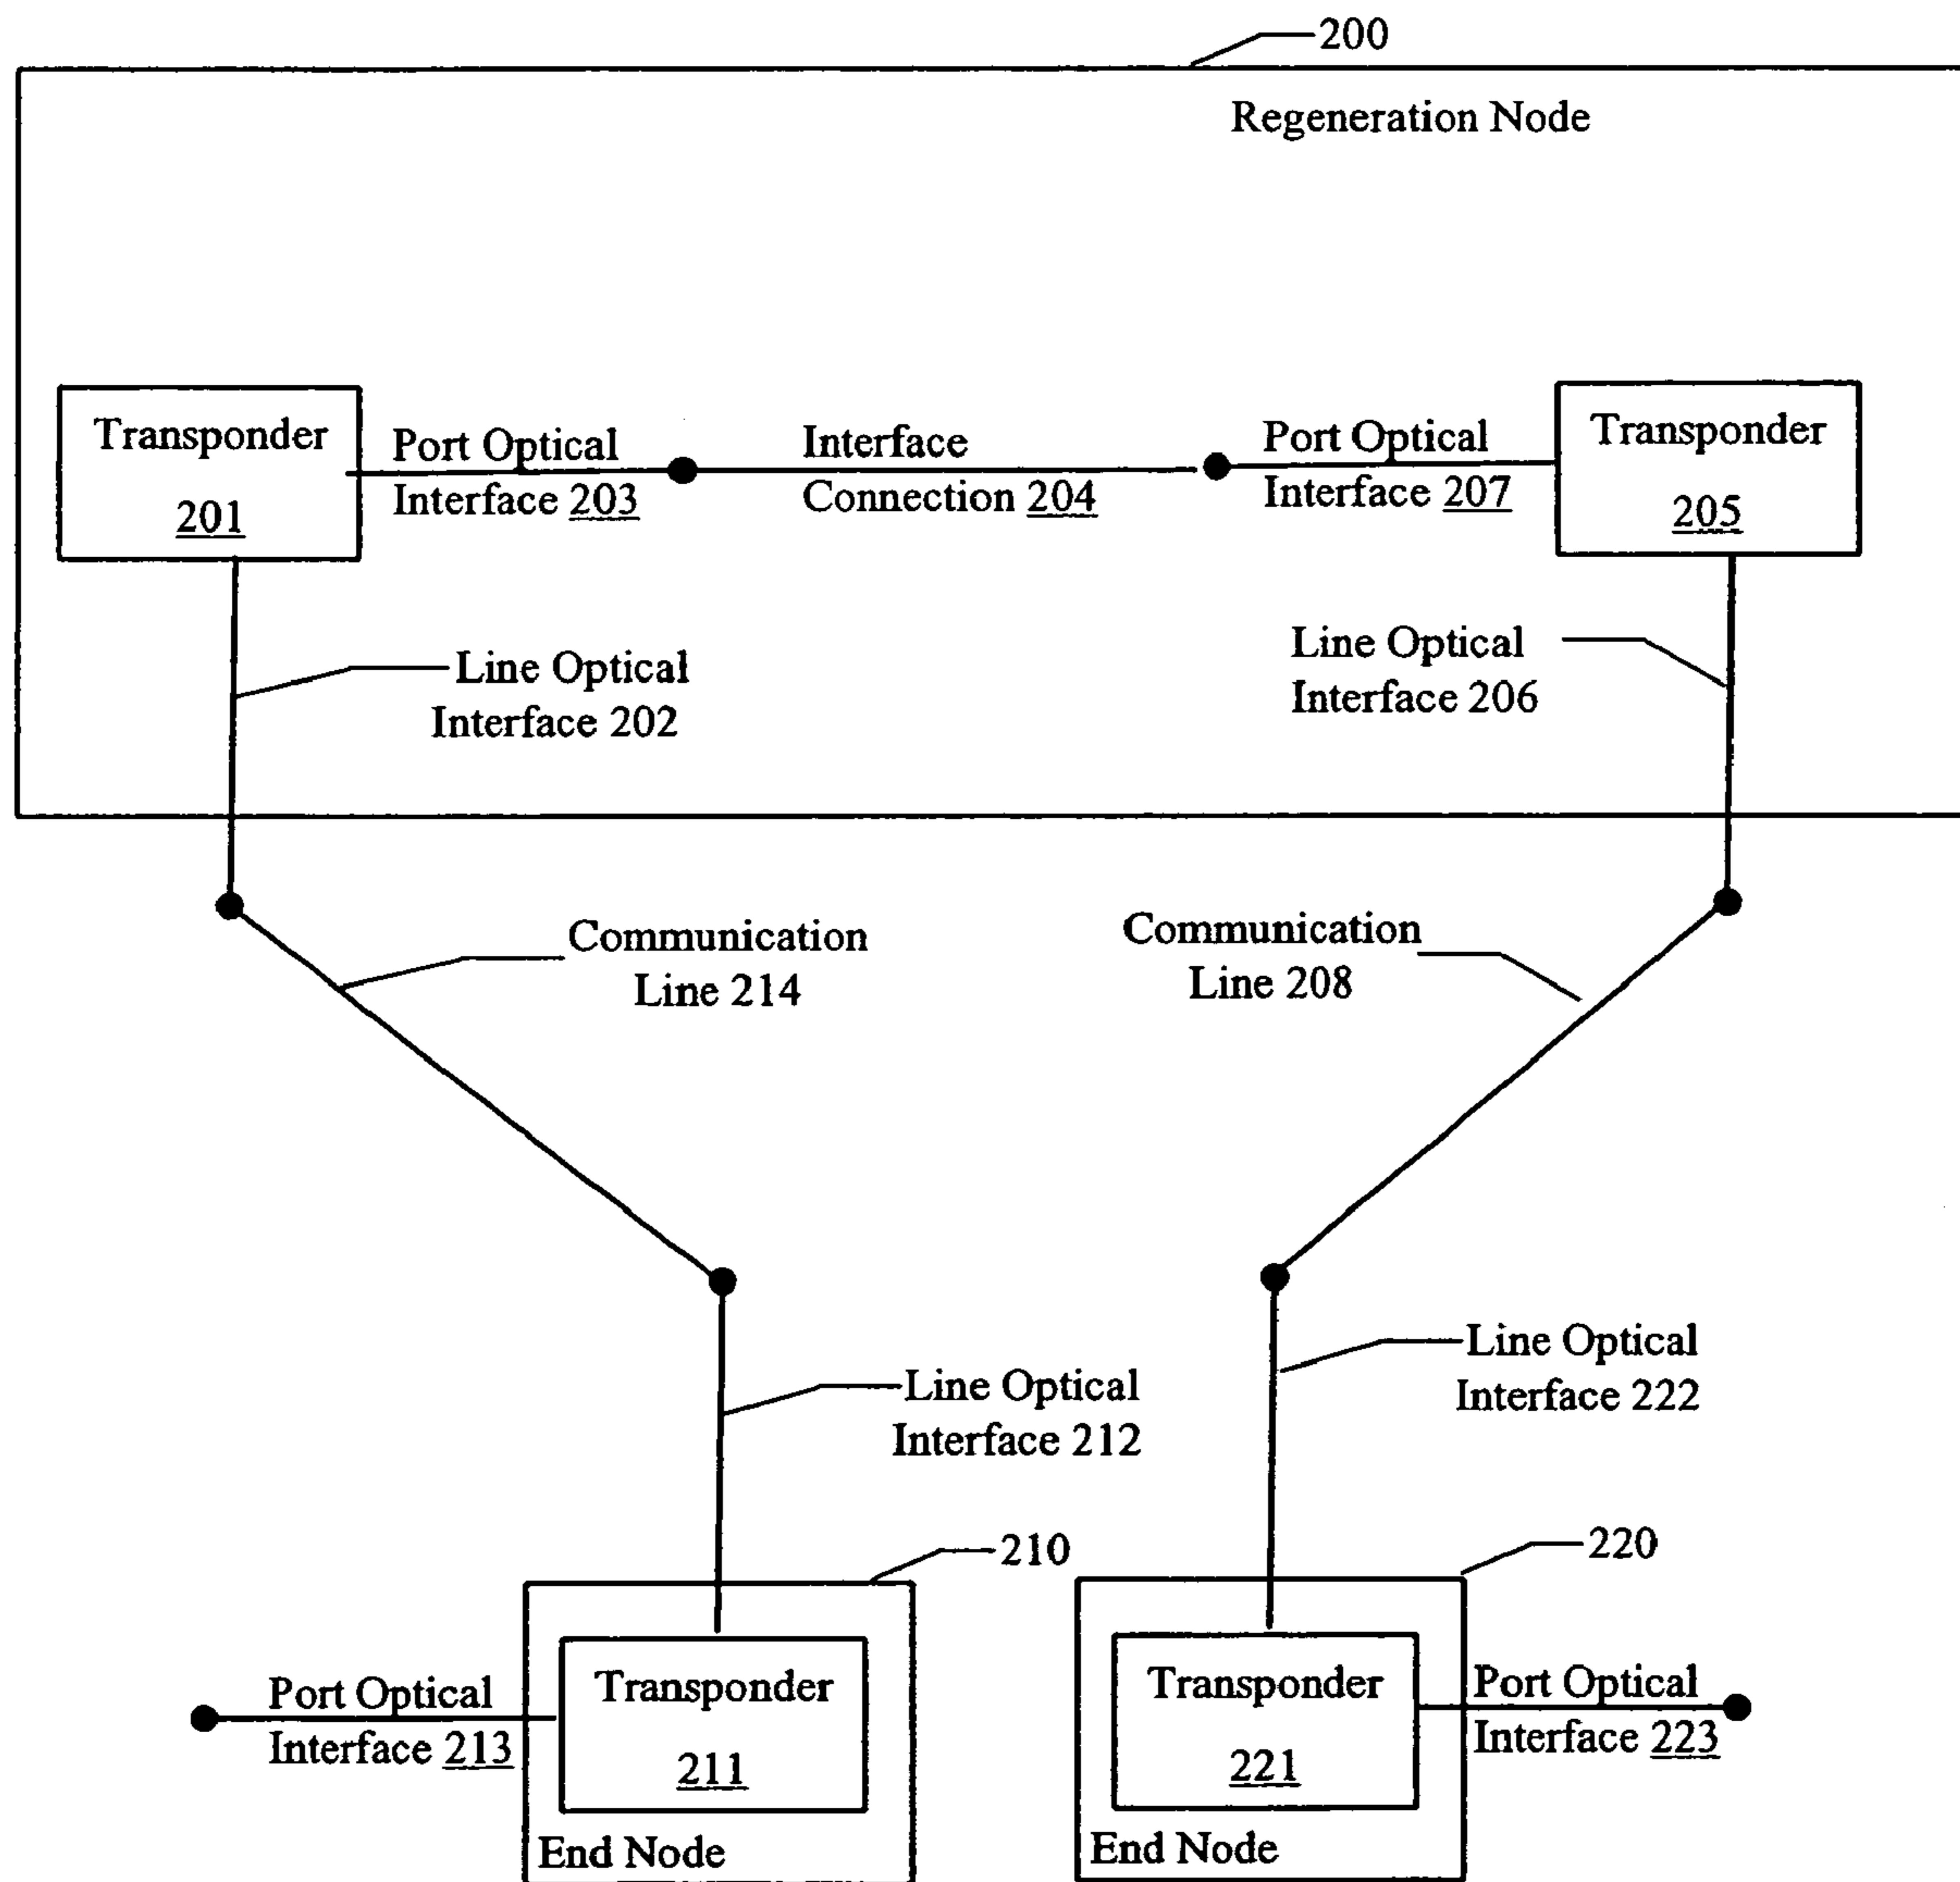 200
Regeneration Node
Transponder
201
Port Optical
Interface 203
Interface
Connection 204
Port Optical
Interface 207
Transponder
205
Line Optical
Interface 202
Line Optical
Interface 206
Communication
Line 214
Communication
Line 208
Line Optical
Interface 212
Line Optical
Interface 222
210
220
Port Optical
Interface 213
Transponder
211
End Node
Transponder
221
End Node
Port Optical
Interface 223